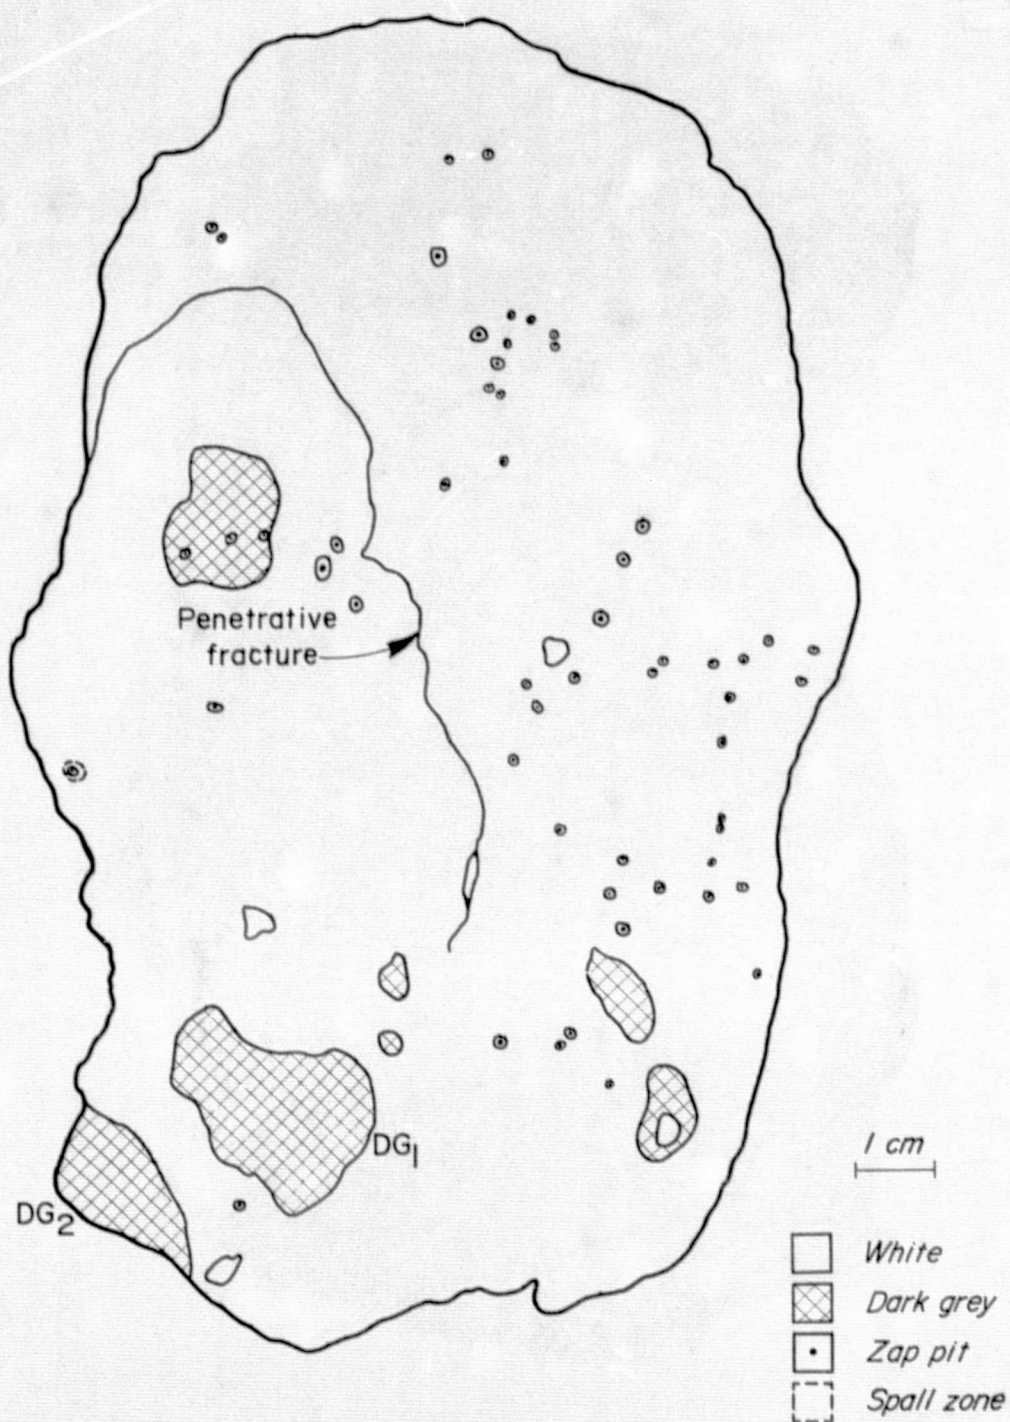 Penetrative
fracture
DG1
DG2
1 cm
White
Dark grey
Zap pit
Spall zone